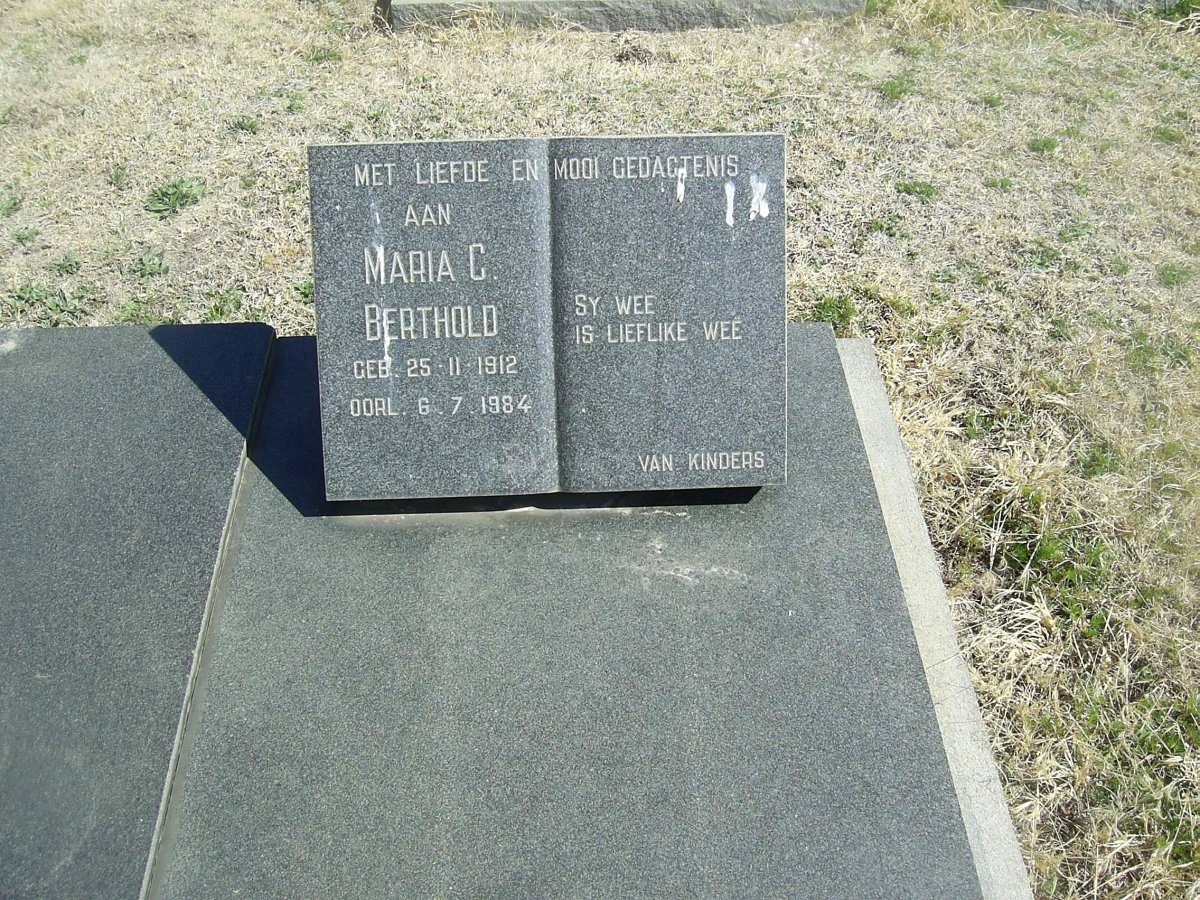 MET LIEFDE EN MOOI GEDAGTENIS
AAN
MARIA C.
BERTHOLD
GEB. 25-11-1912
OORL. 6.7.1984
SY WEE
IS LIEFLIKE WEË
VAN KINDERS